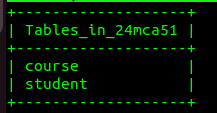 +------------------+
| Tables_in_24mca51 |
+------------------+
| course |
| student |
+------------------+